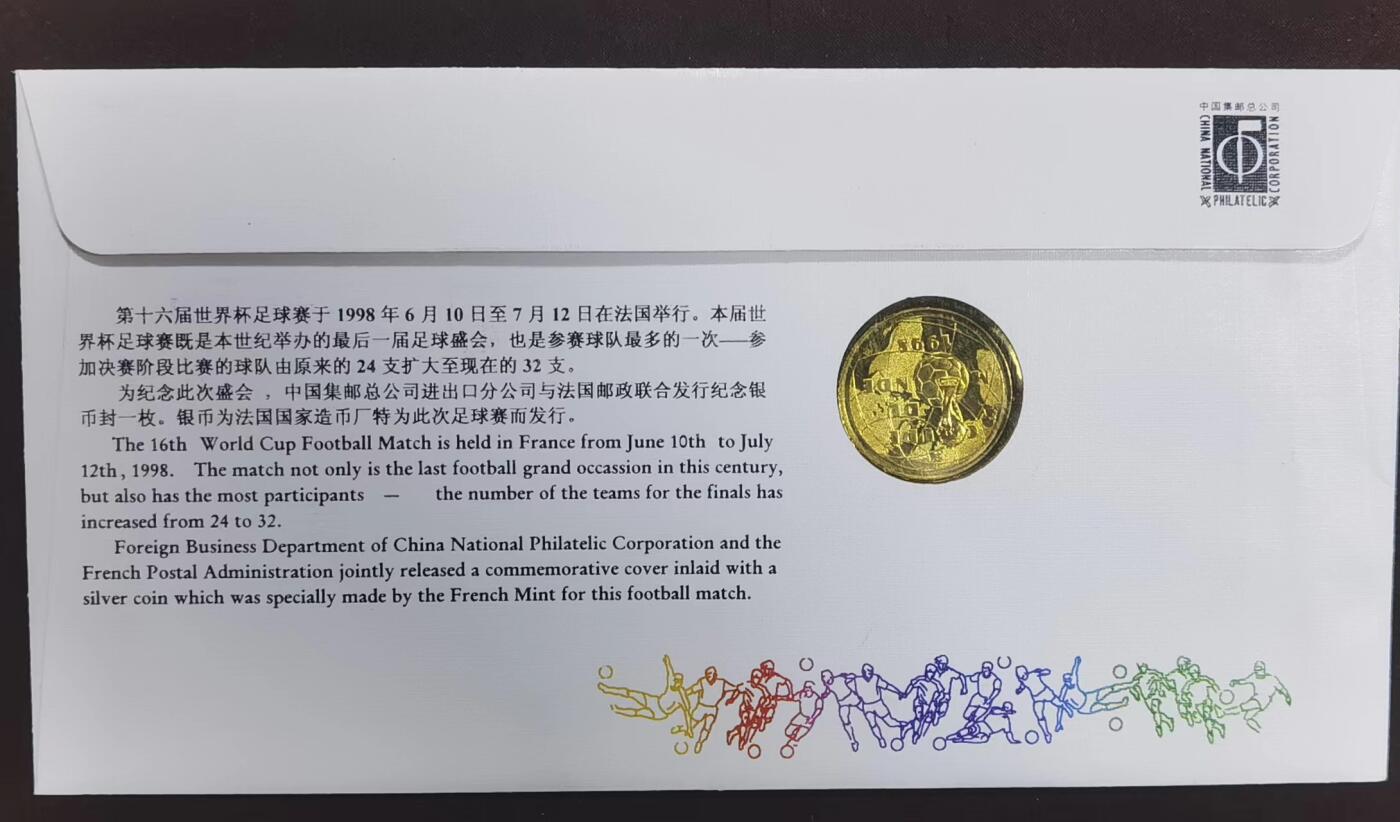 中国集邮总公司
CHINA NATIONAL
PHILATELIC
CORPORATION
第十六届世界杯足球赛于 1998 年 6 月 10 日至 7 月 12 日在法国举行。本届世
界杯足球赛既是本世纪举办的最后一届足球盛会，也是参赛球队最多的一次——参
加决赛阶段比赛的球队由原来的 24 支扩大至现在的 32 支。
为纪念此次盛会 ，中国集邮总公司进出口分公司与法国邮政联合发行纪念银
币封一枚。银币为法国国家造币厂特为此次足球赛而发行。
The 16th World Cup Football Match is held in France from June 10th to July
12th, 1998. The match not only is the last football grand occassion in this century,
but also has the most participants — the number of the teams for the finals has
increased from 24 to 32.
Foreign Business Department of China National Philatelic Corporation and the
French Postal Administration jointly released a commemorative cover inlaid with a
silver coin which was specially made by the French Mint for this football match.